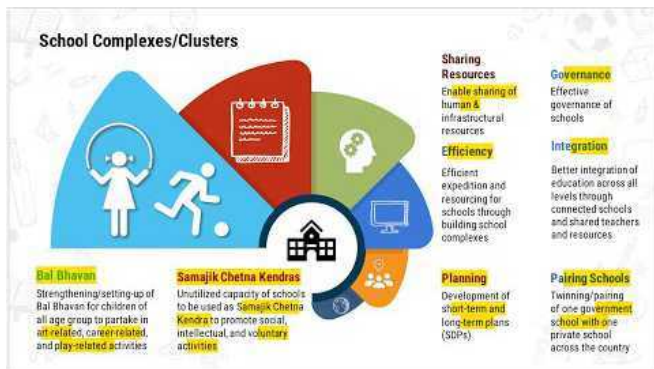 School Complexes/Clusters
Sharing
Resources
Enable sharing of
human &
infrastructural
resources
Governance
Effective
governance of
schools
Efficiency
Efficient
expedition and
resourcing for
schools through
building school
complexes
Integration
Better integration of
education across all
levels through
connected schools
and shared teachers
and resources
Bal Bhavan
Strengthening/setting-up of
Bal Bhavan for children of
all age group to partake in
art-related, career-related,
and play-related activities
Samajik Chetna Kendras
Unutilized capacity of schools
to be used as Samajik Chetna
Kendra to promote social,
intellectual, and voluntary
activities
Planning
Development of
short-term and
long-term plans
(SDPs)
Pairing Schools
Twinning/pairing
of one government
school with one
private school
across the country